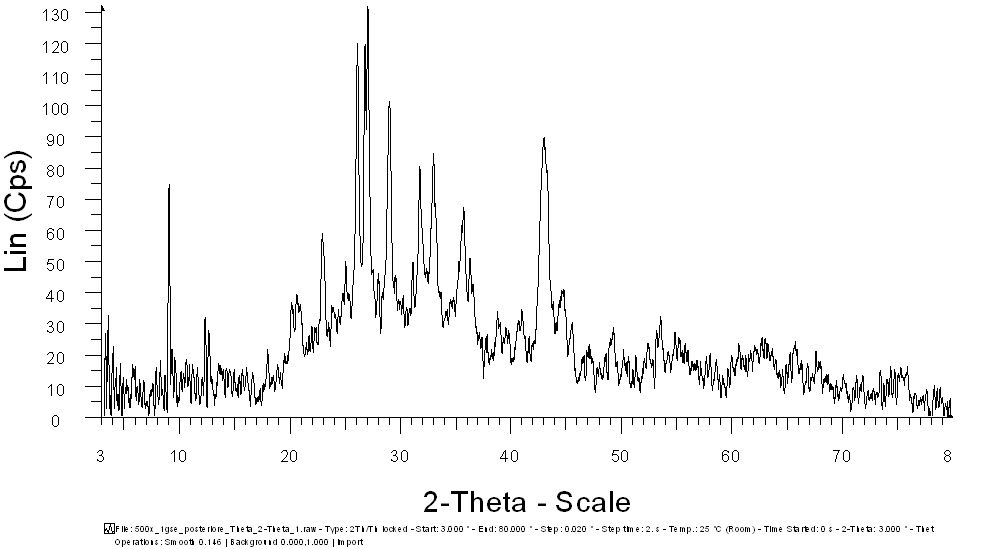 130
120
110
100
90
80
70
60
50
40
30
20
10
0
Lin (Cps)
3 10 20 30 40 50 60 70 8
2-Theta - Scale
File: 500x_1gse_posteriore_Theta_2-Theta_1.raw - Type: 2Th/Th locked - Start: 3.000 ° - End: 80.000 ° - Step: 0.020 ° - Step time: 2. s - Temp.: 25 °C (Room) - Time Started: 0 s - 2-Theta: 3.000 ° - Thet
Operations: Smooth 0.146 | Background 0.000,1.000 | Import